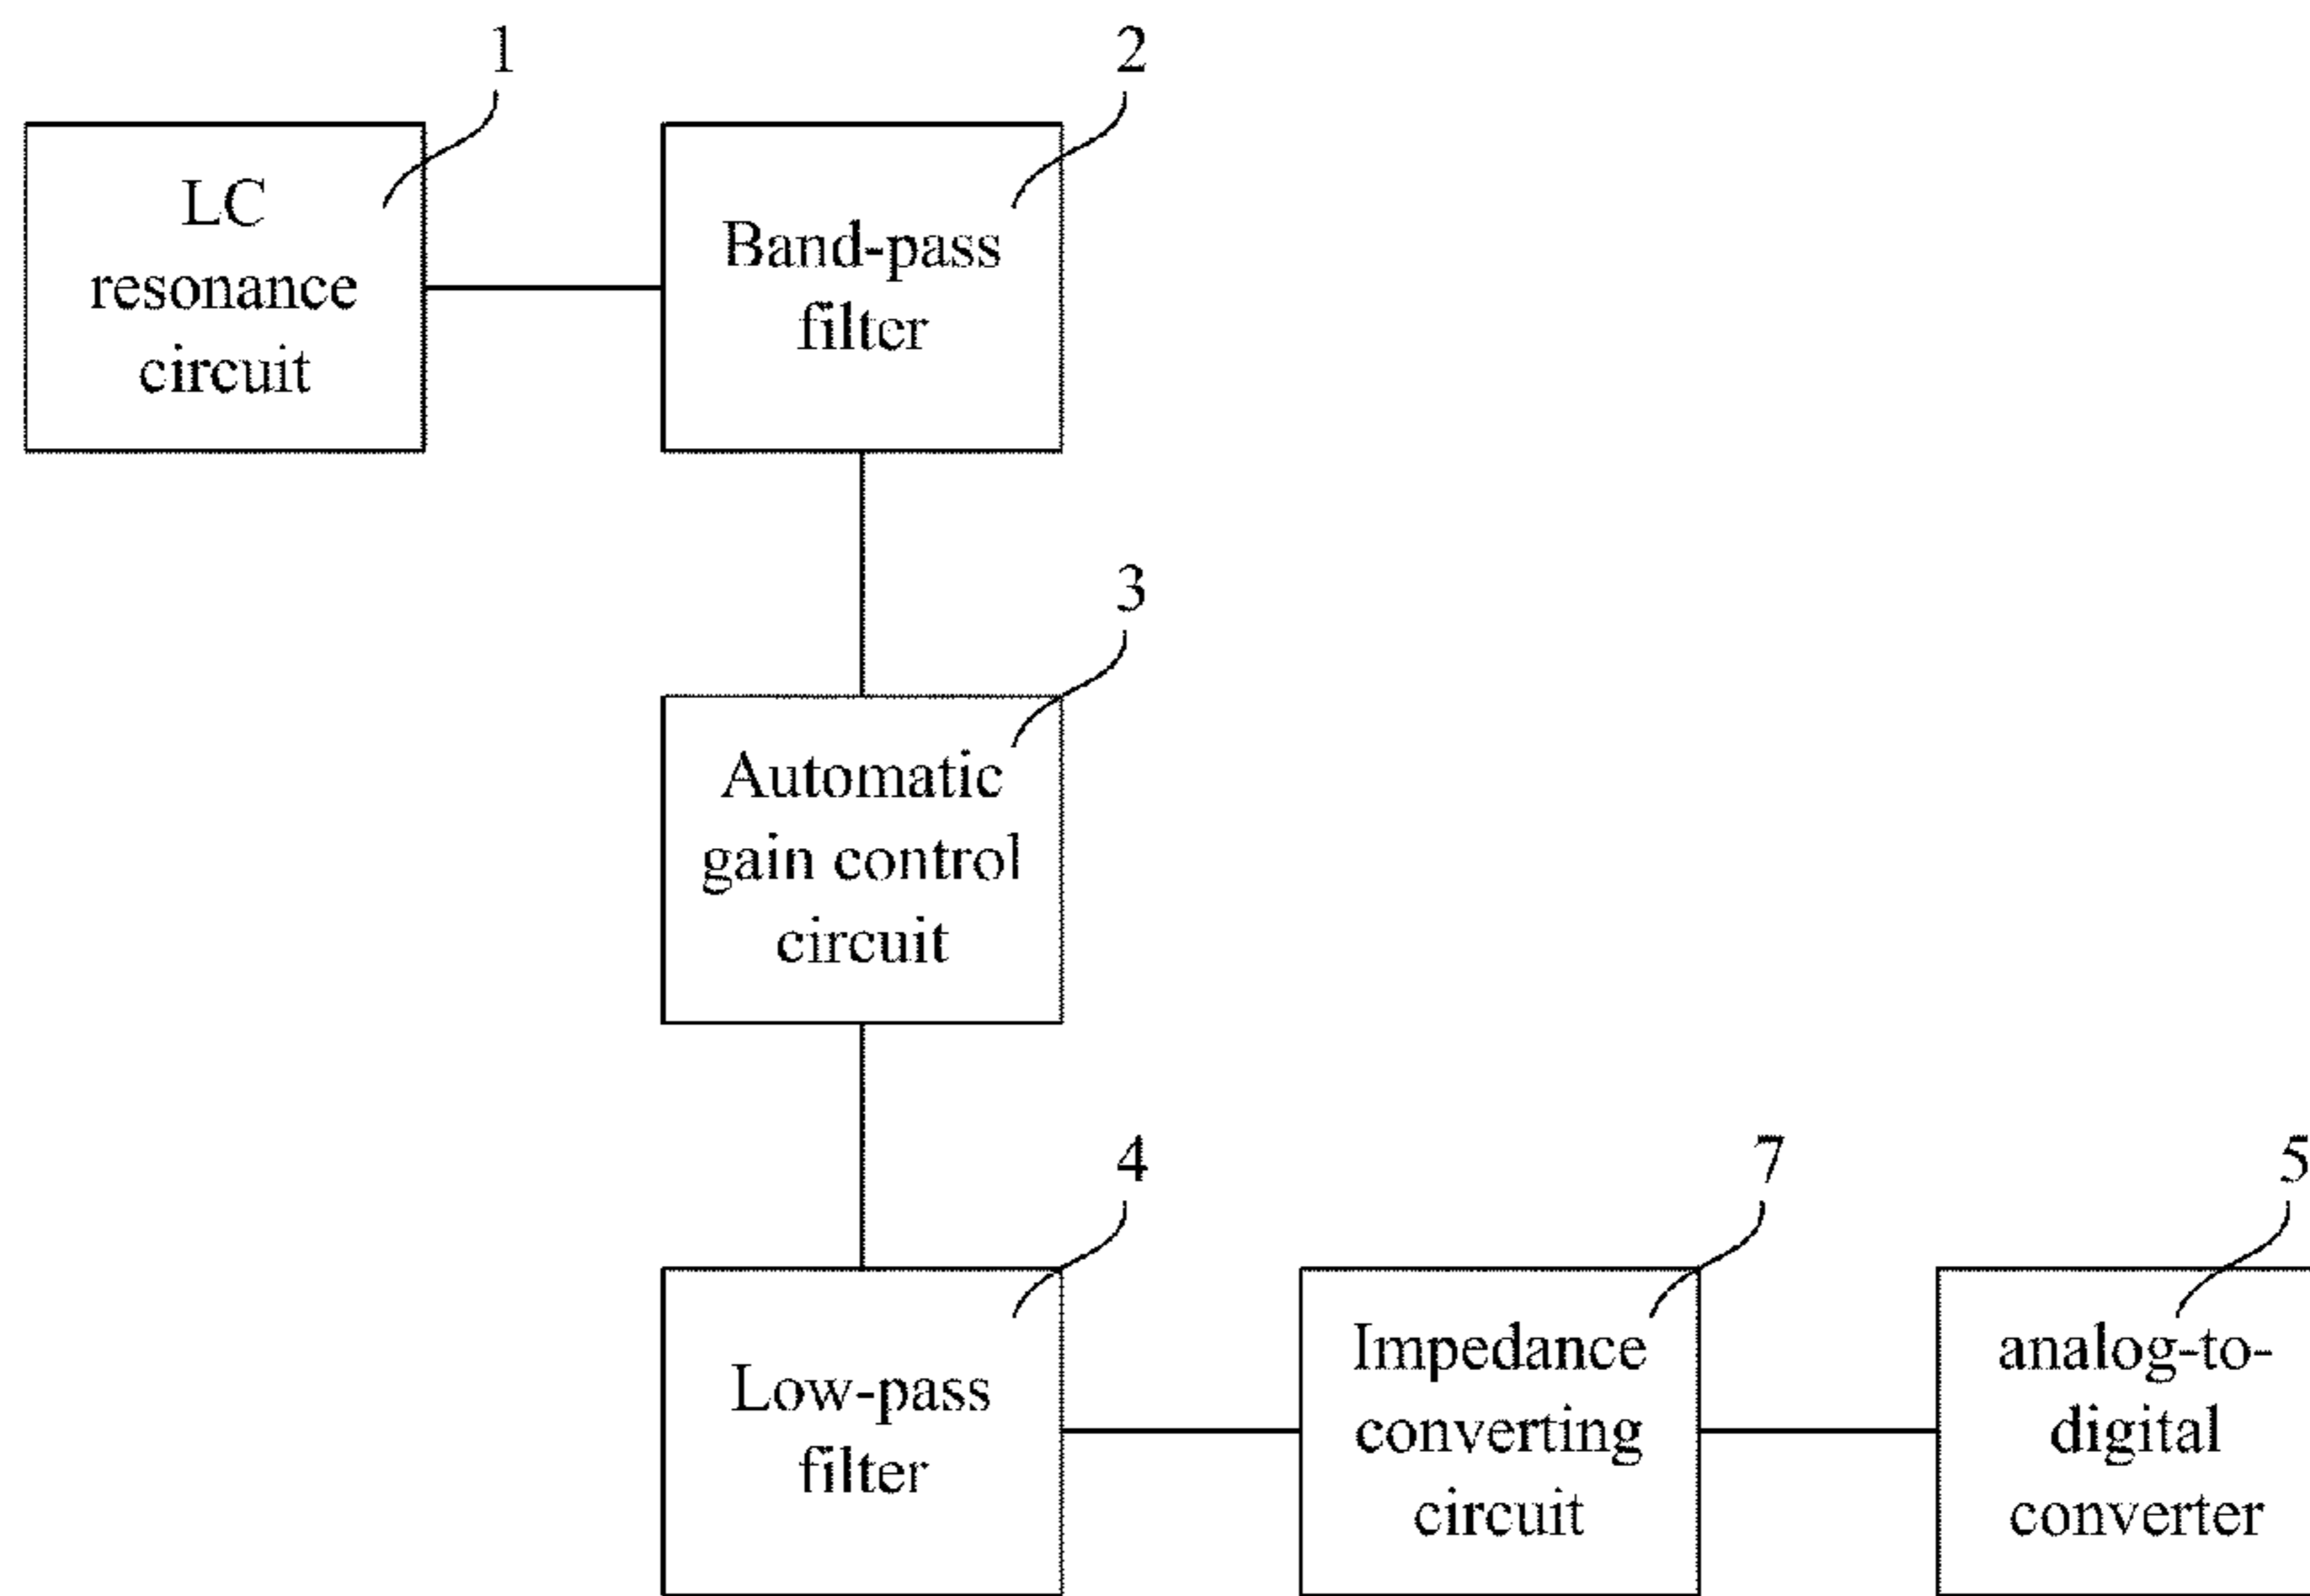 1
2
LC
resonance
circuit
Band-pass
filter
3
Automatic
gain control
circuit
4
7
5
Low-pass
filter
Impedance
converting
circuit
analog-to-
digital
converter